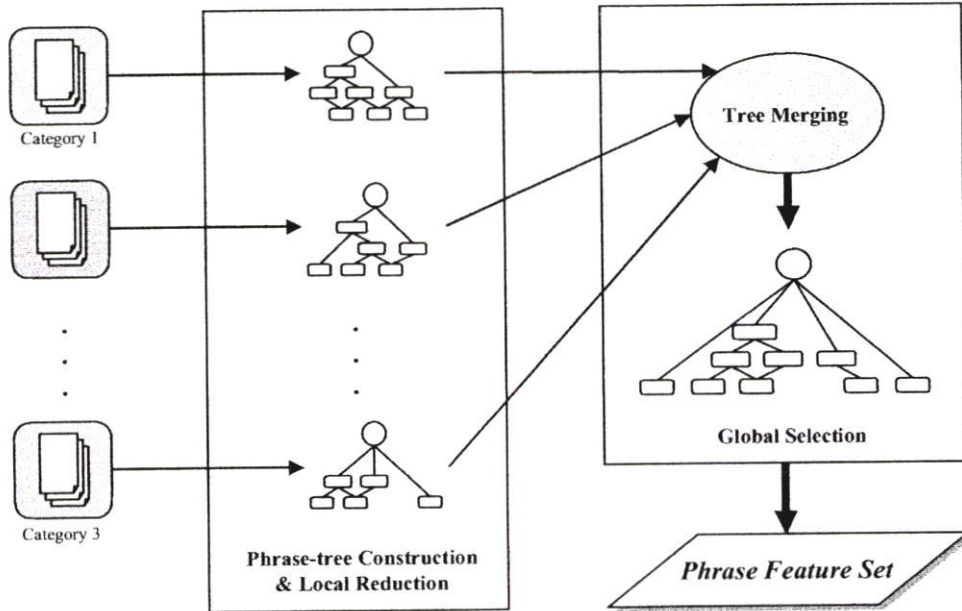 Category 1
Tree Merging
Global Selection
Category 3
Phrase-tree Construction
& Local Reduction
Phrase Feature Set